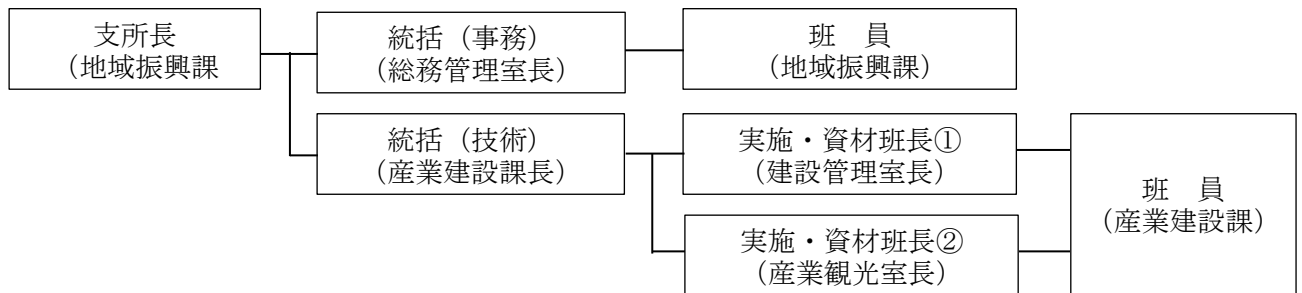 支所長
(地域振興課
統括(事務)
(総務管理室長)
班　員
(地域振興課)
統括(技術)
(産業建設課長)
実施・資材班長①
(建設管理室長)
実施・資材班長②
(産業観光室長)
班　員
(産業建設課)